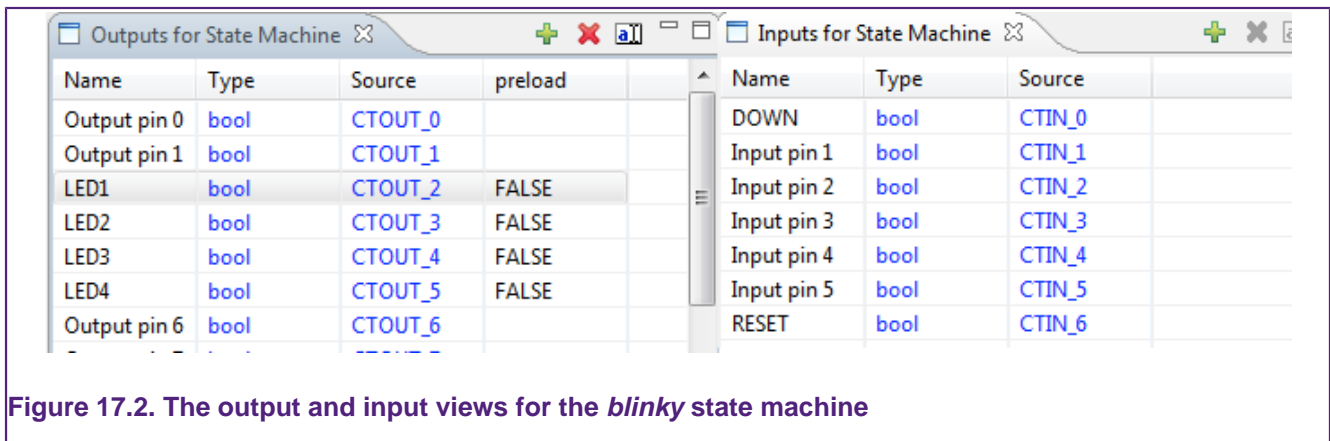 Outputs for State Machine
Name Type Source preload
Output pin 0 bool CTOUT_0
Output pin 1 bool CTOUT_1
LED1 bool CTOUT_2 FALSE
LED2 bool CTOUT_3 FALSE
LED3 bool CTOUT_4 FALSE
LED4 bool CTOUT_5 FALSE
Output pin 6 bool CTOUT_6
Inputs for State Machine
Name Type Source
DOWN bool CTIN_0
Input pin 1 bool CTIN_1
Input pin 2 bool CTIN_2
Input pin 3 bool CTIN_3
Input pin 4 bool CTIN_4
Input pin 5 bool CTIN_5
RESET bool CTIN_6
Figure 17.2. The output and input views for the blinky state machine